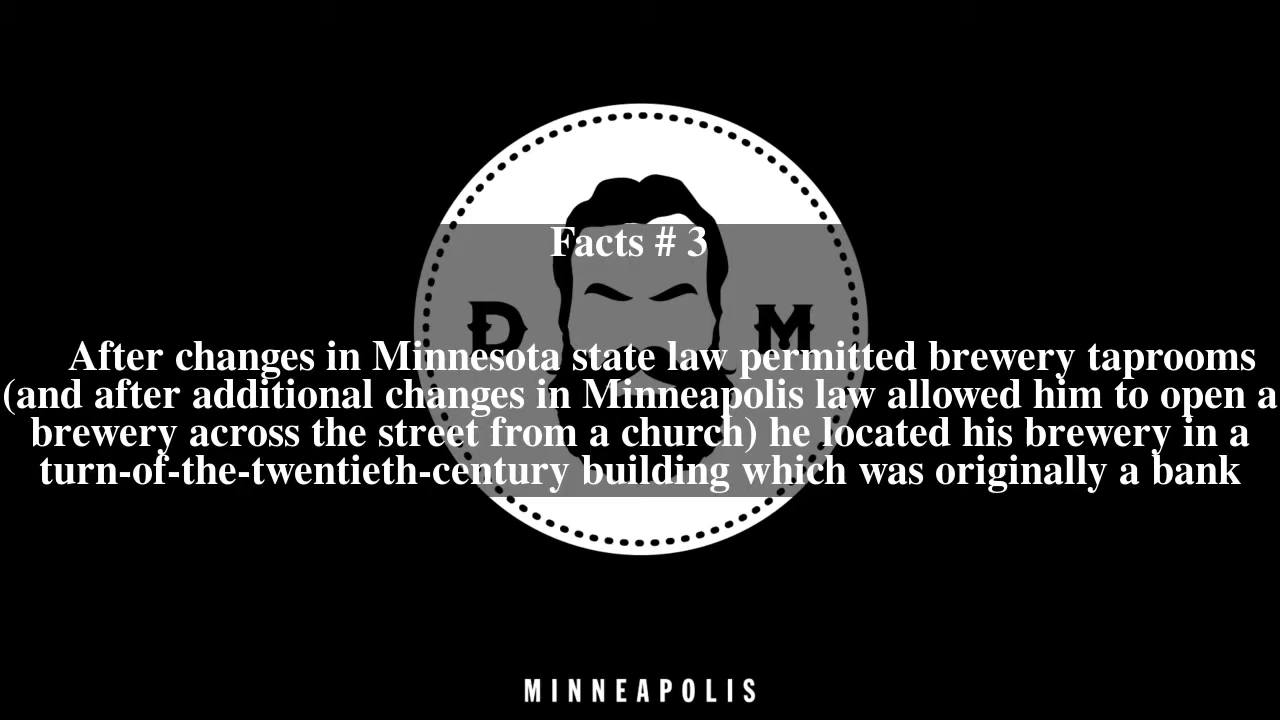 Facts # 3
D M
After changes in Minnesota state law permitted brewery taprooms
(and after additional changes in Minneapolis law allowed him to open a
brewery across the street from a church) he located his brewery in a
turn-of-the-twentieth-century building which was originally a bank
MINNEAPOLIS